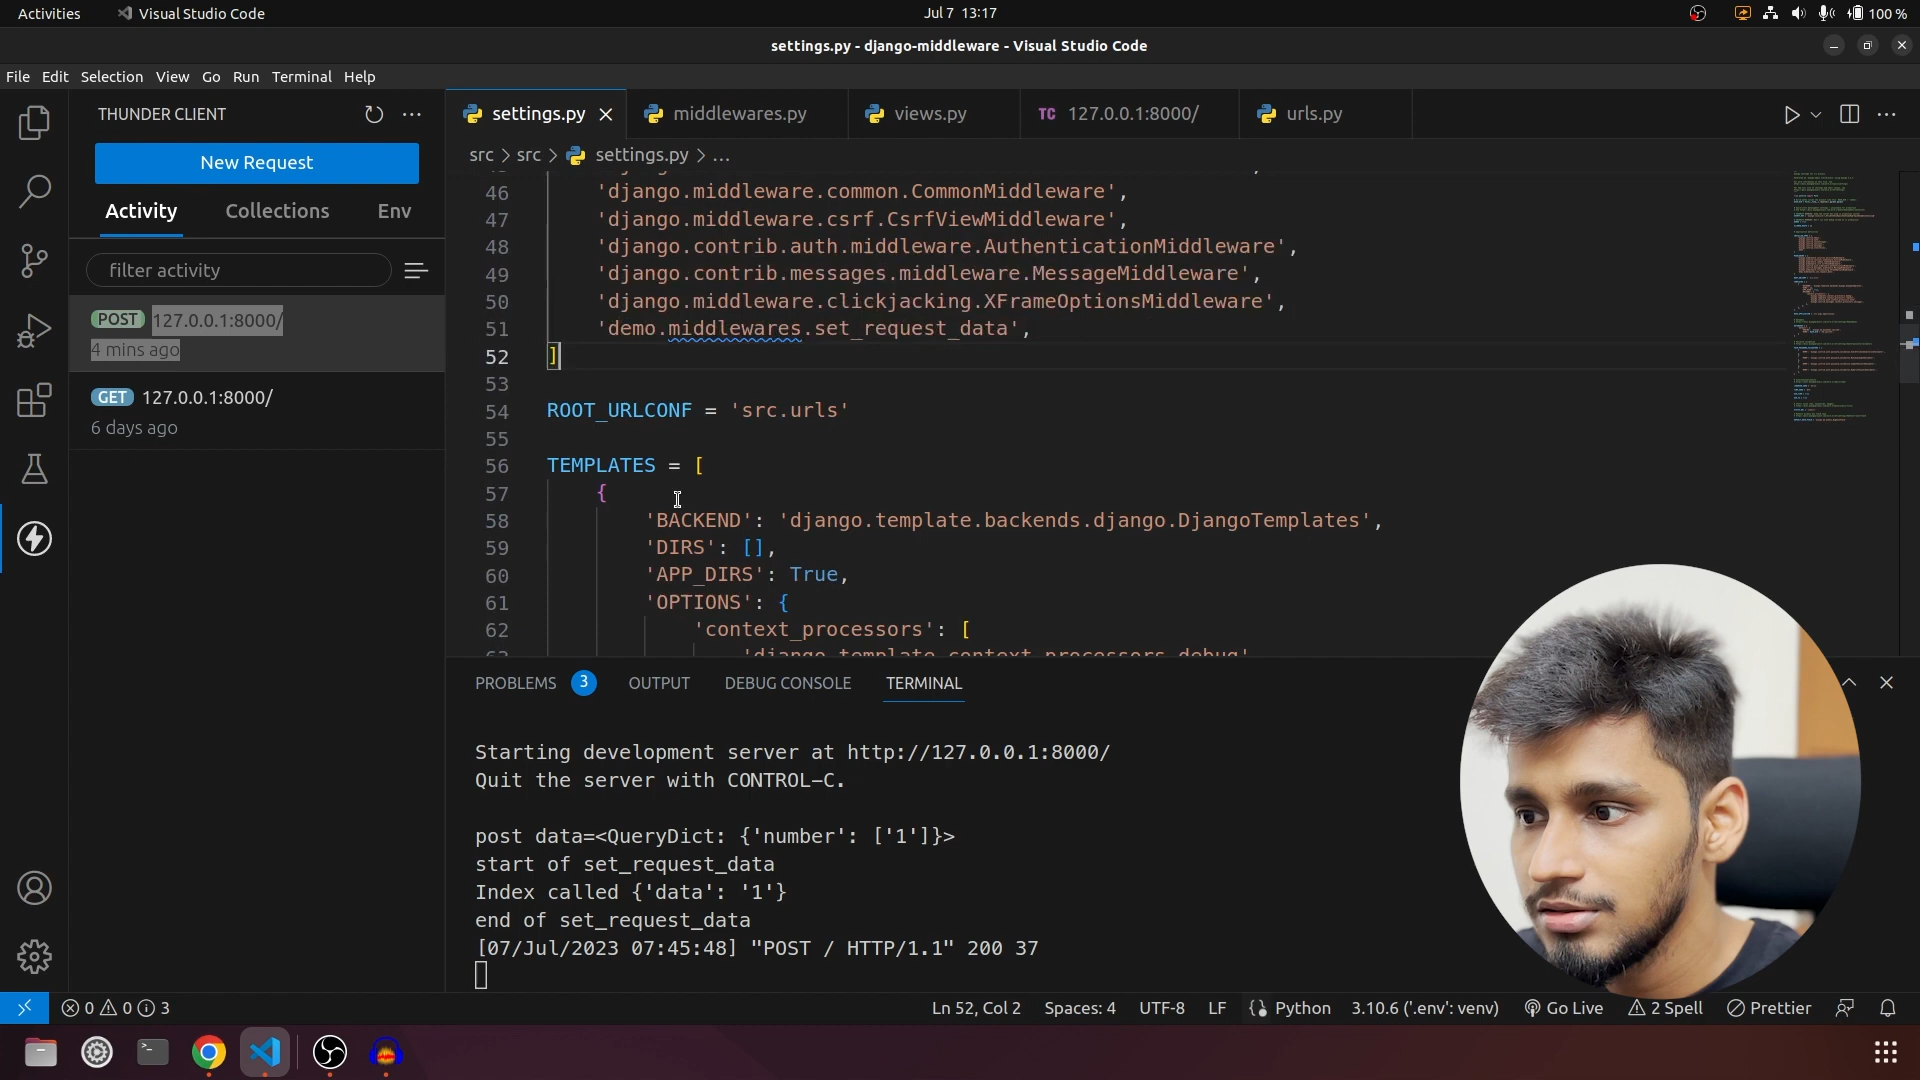 Activities
Visual Studio Code
Jul 7 13:17
100 %
settings.py - django-middleware - Visual Studio Code
File Edit Selection View Go Run Terminal Help
THUNDER CLIENT
New Request
Activity Collections Env
filter activity
POST 127.0.0.1:8000/
4 mins ago
GET 127.0.0.1:8000/
6 days ago
settings.py
middlewares.py
views.py
TC 127.0.0.1:8000/
urls.py
src > src > settings.py > ...
46 'django.middleware.common.CommonMiddleware',
47 'django.middleware.csrf.CsrfViewMiddleware',
48 'django.contrib.auth.middleware.AuthenticationMiddleware',
49 'django.contrib.messages.middleware.MessageMiddleware',
50 'django.middleware.clickjacking.XFrameOptionsMiddleware',
51 'demo.middlewares.set_request_data',
52 ]
53
54 ROOT_URLCONF = 'src.urls'
55
56 TEMPLATES = [
57 {
58 'BACKEND': 'django.template.backends.django.DjangoTemplates',
59 'DIRS': [],
60 'APP_DIRS': True,
61 'OPTIONS': {
62 'context_processors': [
63 'django.template.context_processors.debug'
PROBLEMS 3 OUTPUT DEBUG CONSOLE TERMINAL
Starting development server at http://127.0.0.1:8000/
Quit the server with CONTROL-C.
post data=<QueryDict: {'number': ['1']}>
start of set_request_data
Index called {'data': '1'}
end of set_request_data
[07/Jul/2023 07:45:48] "POST / HTTP/1.1" 200 37
0 0 3
Ln 52, Col 2 Spaces: 4 UTF-8 LF Python 3.10.6 ('.env': venv) Go Live 2 Spell Prettier